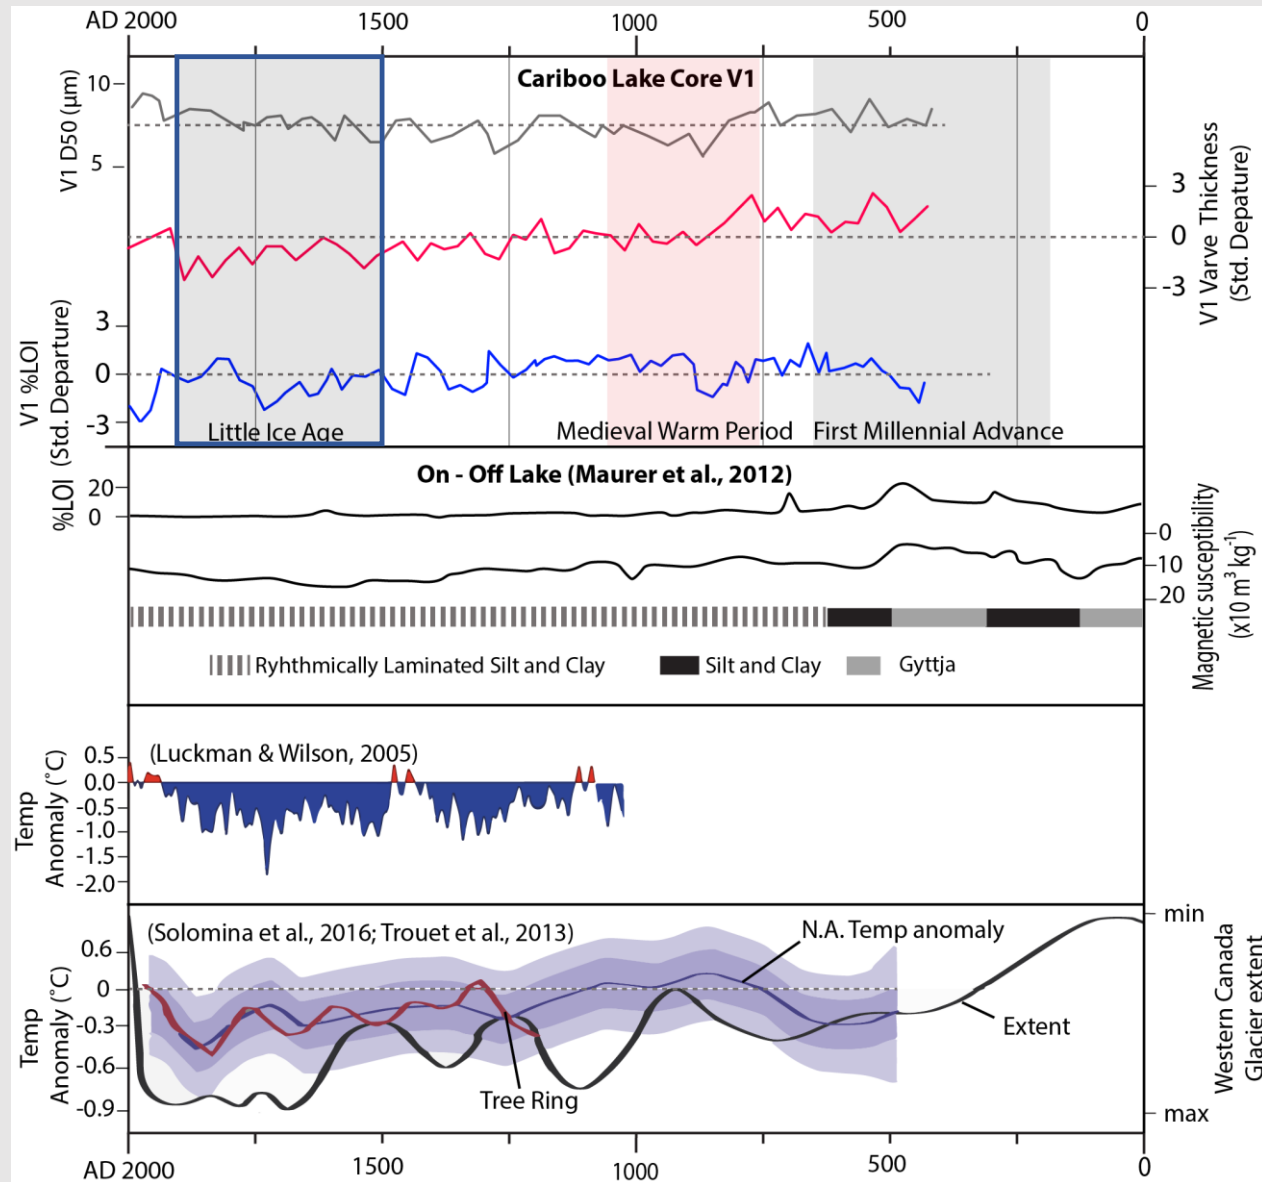 AD 2000 1500 1000 500 0
Cariboo Lake Core V1
V1 D50 (µm)
10
5
V1 Varve Thickness
(Std. Depature)
3
0
-3
V1 %LOI
(Std. Departure)
3
0
-3
Little Ice Age
Medieval Warm Period
First Millennial Advance
On - Off Lake (Maurer et al., 2012)
%LOI
20
0
Magnetic susceptibility
(x10 m³ kg⁻¹)
0
10
20
Ryhthmically Laminated Silt and Clay
Silt and Clay
Gyttja
(Luckman & Wilson, 2005)
Temp
Anomaly (˚C)
0.5
0.0
-0.5
-1.0
-1.5
-2.0
(Solomina et al., 2016; Trouet et al., 2013)
N.A. Temp anomaly
Extent
Tree Ring
Temp
Anomaly (˚C)
0.6
0
-0.3
-0.6
-0.9
min
max
Western Canada
Glacier extent
AD 2000 1500 1000 500 0